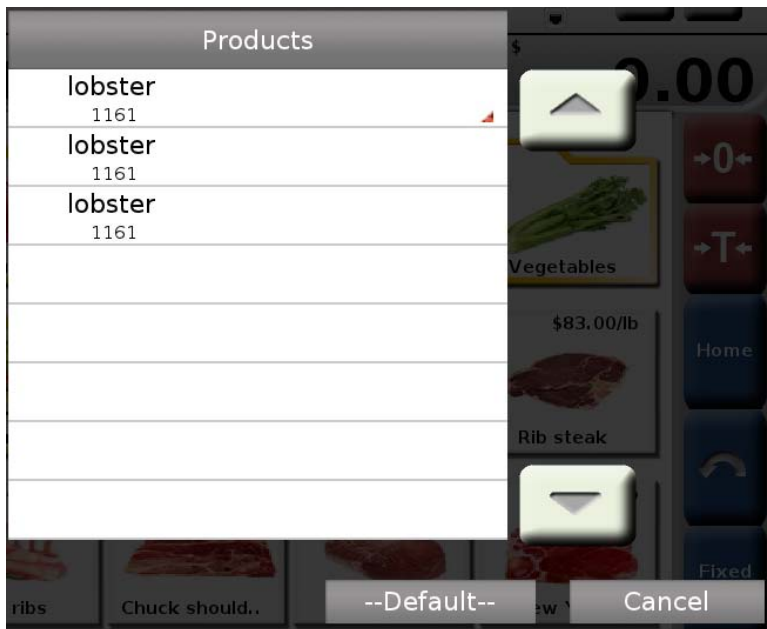 Products
lobster
1161
lobster
1161
lobster
1161
$
0.00
→0←
→T←
Vegetables
$83.00/lb
Home
Rib steak
Fixed
ribs
Chuck should..
--Default--
ew
Cancel